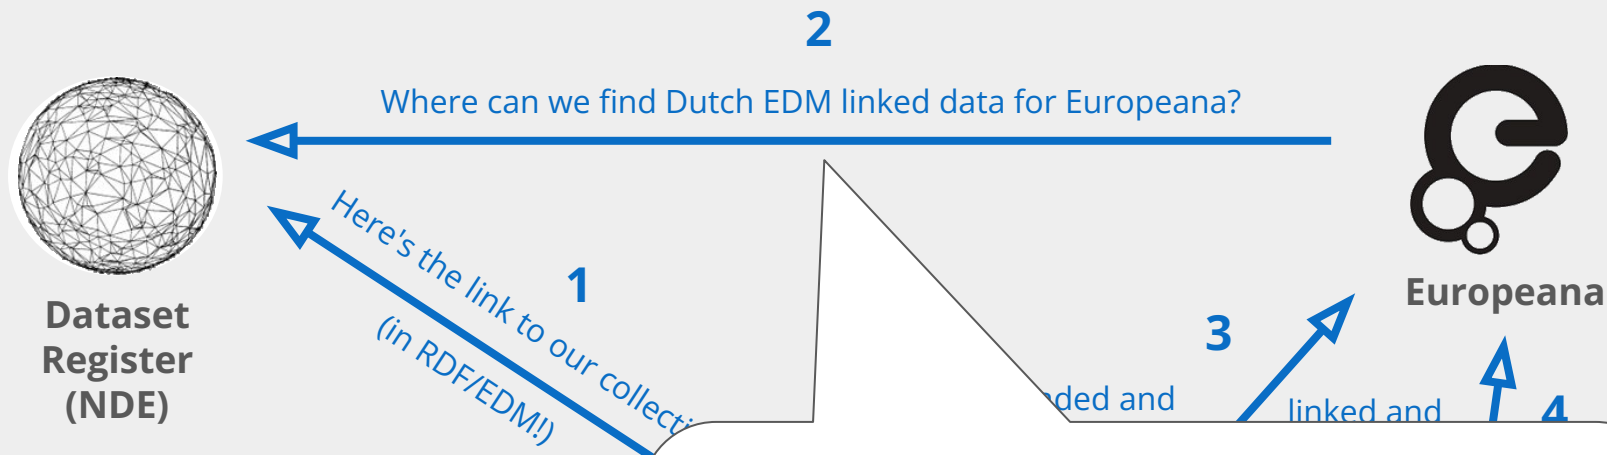 2
Where can we find Dutch EDM linked data for Europeana?
Here's the link to our
(in RDF/EDM!)
1
Dataset
Register
(NDE)
Europeana
3
and
linked and
4